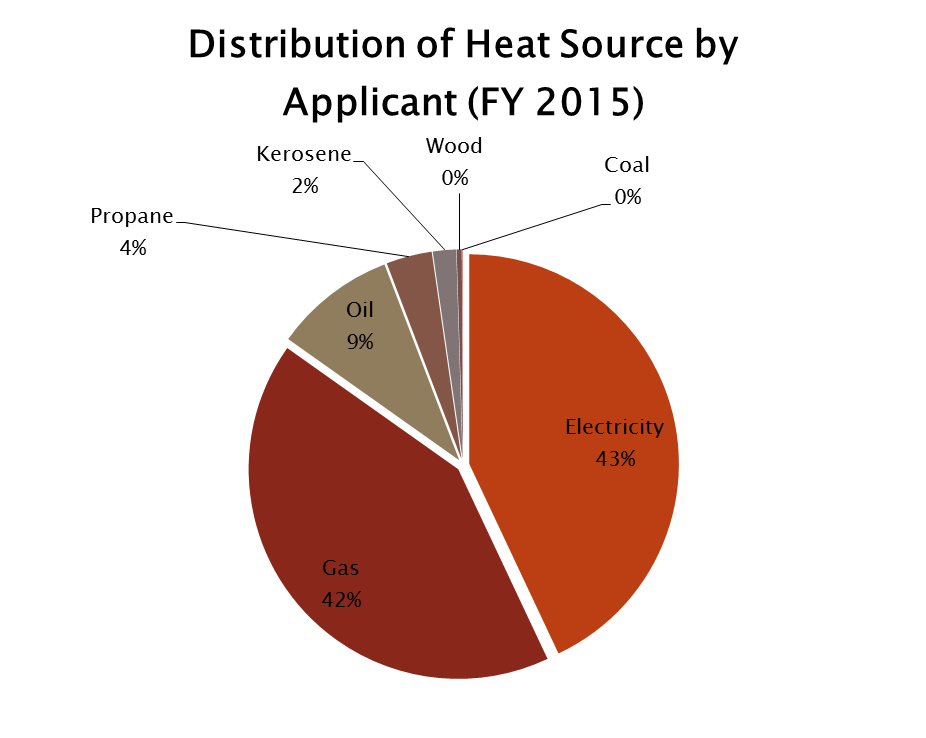 Distribution of Heat Source by
Applicant (FY 2015)
Wood
0%
Kerosene
2%
Coal
0%
Propane
4%
Oil
9%
Electricity
43%
Gas
42%